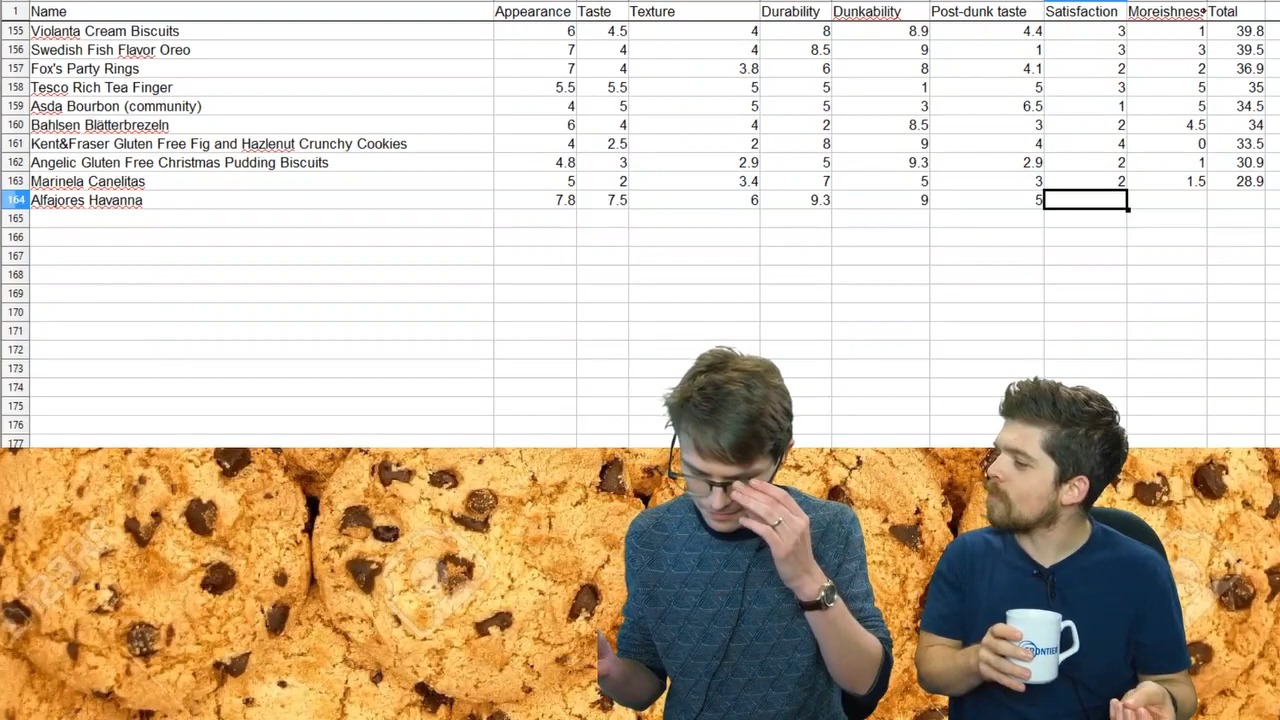 1 Name Appearance Taste Texture Durability Dunkability Post-dunk taste Satisfaction Moreishness Total
155 Violanta Cream Biscuits 6 4.5 4 8 8.9 4.4 3 1 39.8
156 Swedish Fish Flavor Oreo 7 4 4 8.5 9 1 3 3 39.5
157 Fox's Party Rings 7 4 3.8 6 8 4.1 2 2 36.9
158 Tesco Rich Tea Finger 5.5 5.5 5 5 1 5 3 5 35
159 Asda Bourbon (community) 4 5 5 5 3 6.5 1 5 34.5
160 Bahlsen Blätterbrezeln 6 4 4 2 8.5 3 2 4.5 34
161 Kent&Fraser Gluten Free Fig and Hazlenut Crunchy Cookies 4 2.5 2 8 9 4 4 0 33.5
162 Angelic Gluten Free Christmas Pudding Biscuits 4.8 3 2.9 5 9.3 2.9 2 1 30.9
163 Marinela Canelitas 5 2 3.4 7 5 3 2 1.5 28.9
164 Alfajores Havanna 7.8 7.5 6 9.3 9 5
165
166
167
168
169
170
171
172
173
174
175
176
177
FRONTIER